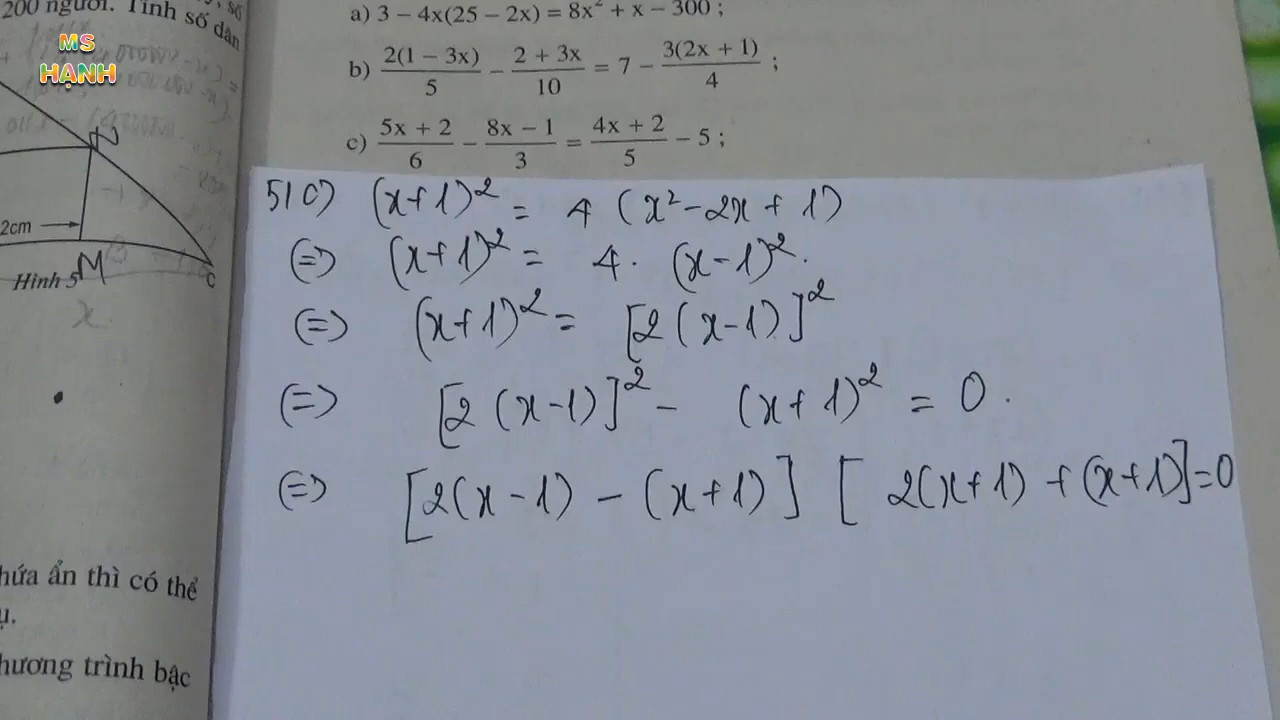 200 người. Tính số dân
MS
HẠNH
N
2cm
Hình 5
M
C
x
hứa ẩn thì có thể
ụ.
hương trình bậc
a) 3 – 4x(25 – 2x) = 8x² + x – 300 ;
b) 2(1 – 3x)/5 – (2 + 3x)/10 = 7 – 3(2x + 1)/4 ;
c) (5x + 2)/6 – (8x – 1)/3 = (4x + 2)/5 – 5 ;
51c) (x+1)² = 4 (x² – 2x + 1)
(=) (x+1)² = 4. (x–1)².
(=) (x+1)² = [2(x–1)]²
(=) [2(x–1)]² – (x+1)² = 0.
(=) [2(x–1) – (x+1)] [2(x+1) + (x+1)] = 0